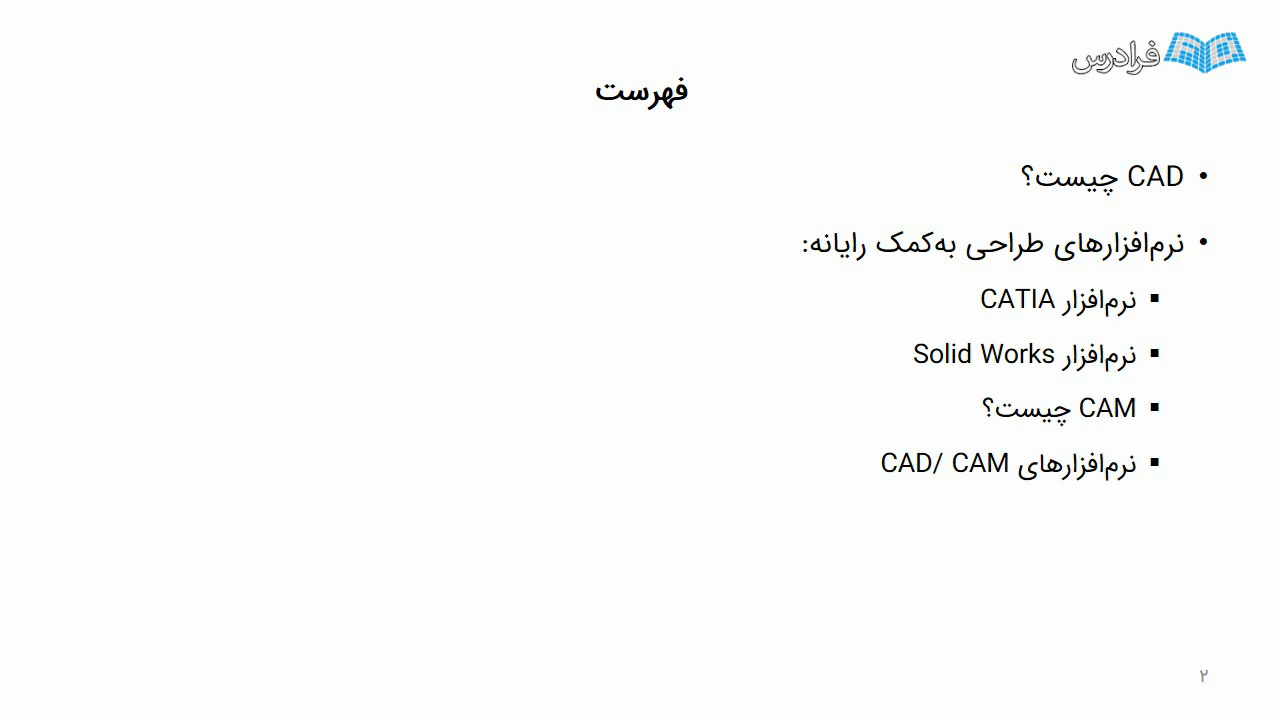 فرادرس
فهرست
• CAD چیست؟
• نرم‌افزارهای طراحی به‌کمک رایانه:
▪ نرم‌افزار CATIA
▪ نرم‌افزار Solid Works
▪ CAM چیست؟
▪ نرم‌افزارهای CAD/ CAM
۲